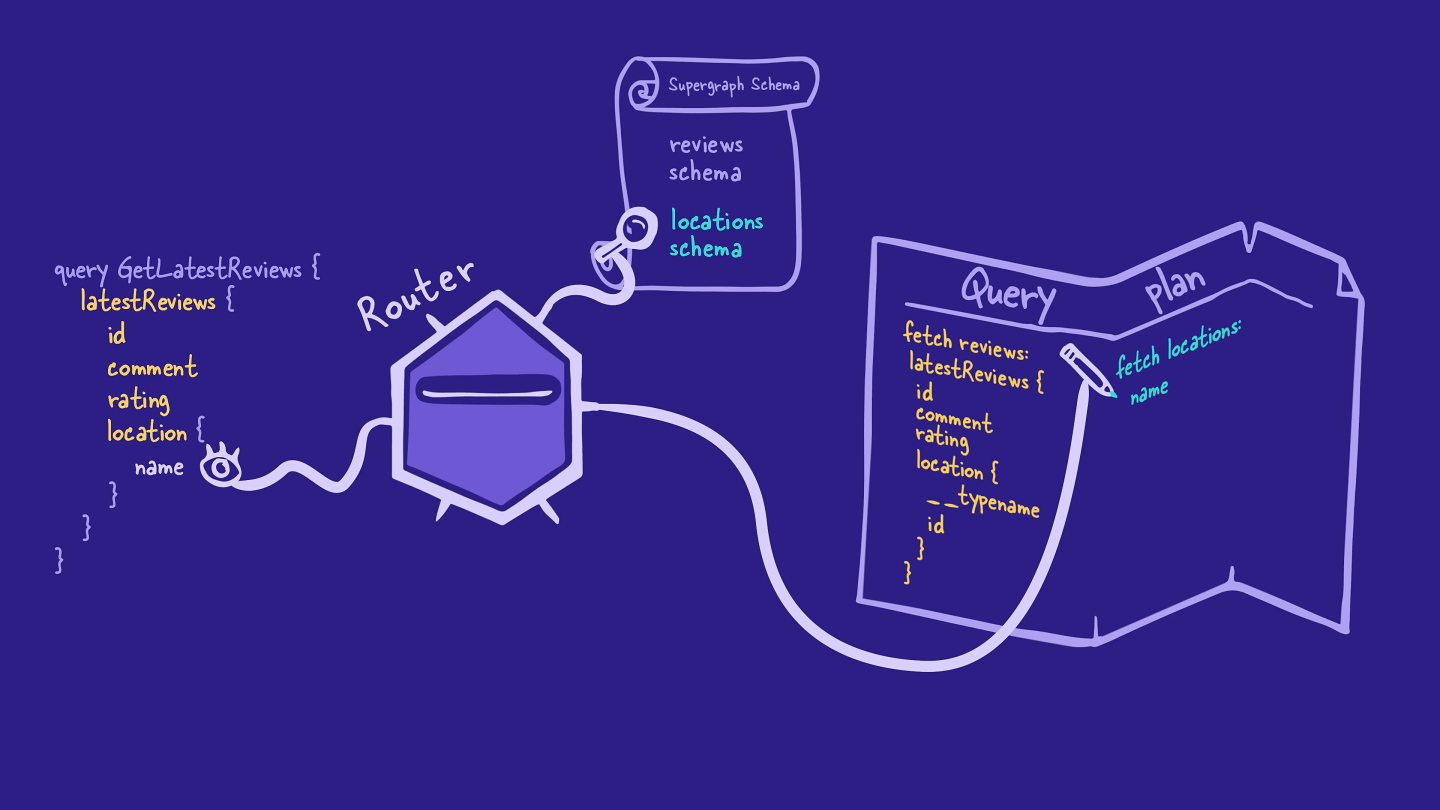 Supergraph Schema
reviews
schema
locations
schema
query GetLatestReviews {
latestReviews {
id
comment
rating
location {
name
}
}
}
Router
Query plan
fetch reviews:
latestReviews {
id
comment
rating
location {
__typename
id
}
}
fetch locations:
name